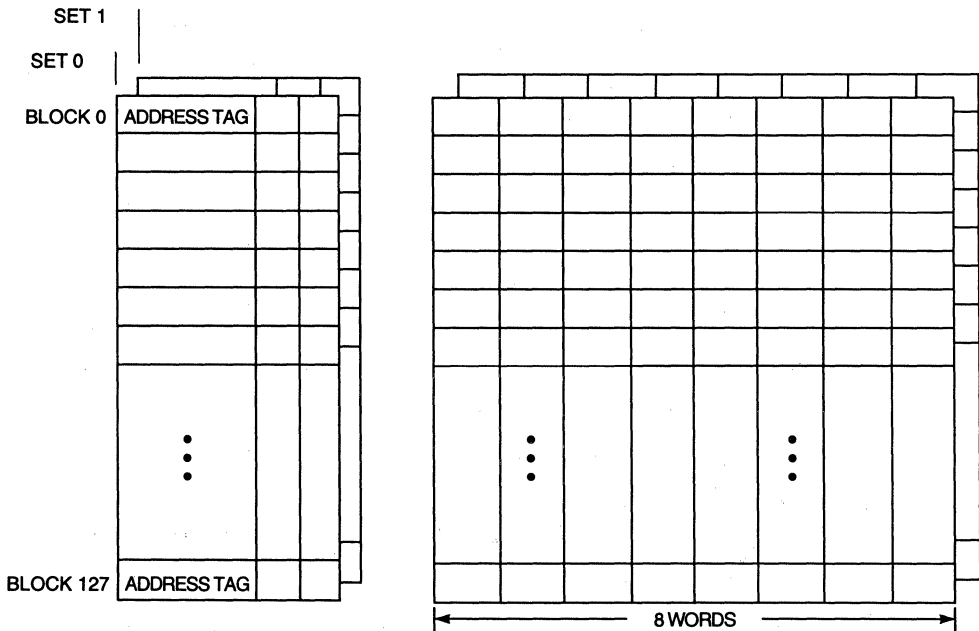 SET 1
SET 0
BLOCK 0 ADDRESS TAG
BLOCK 127 ADDRESS TAG
8 WORDS